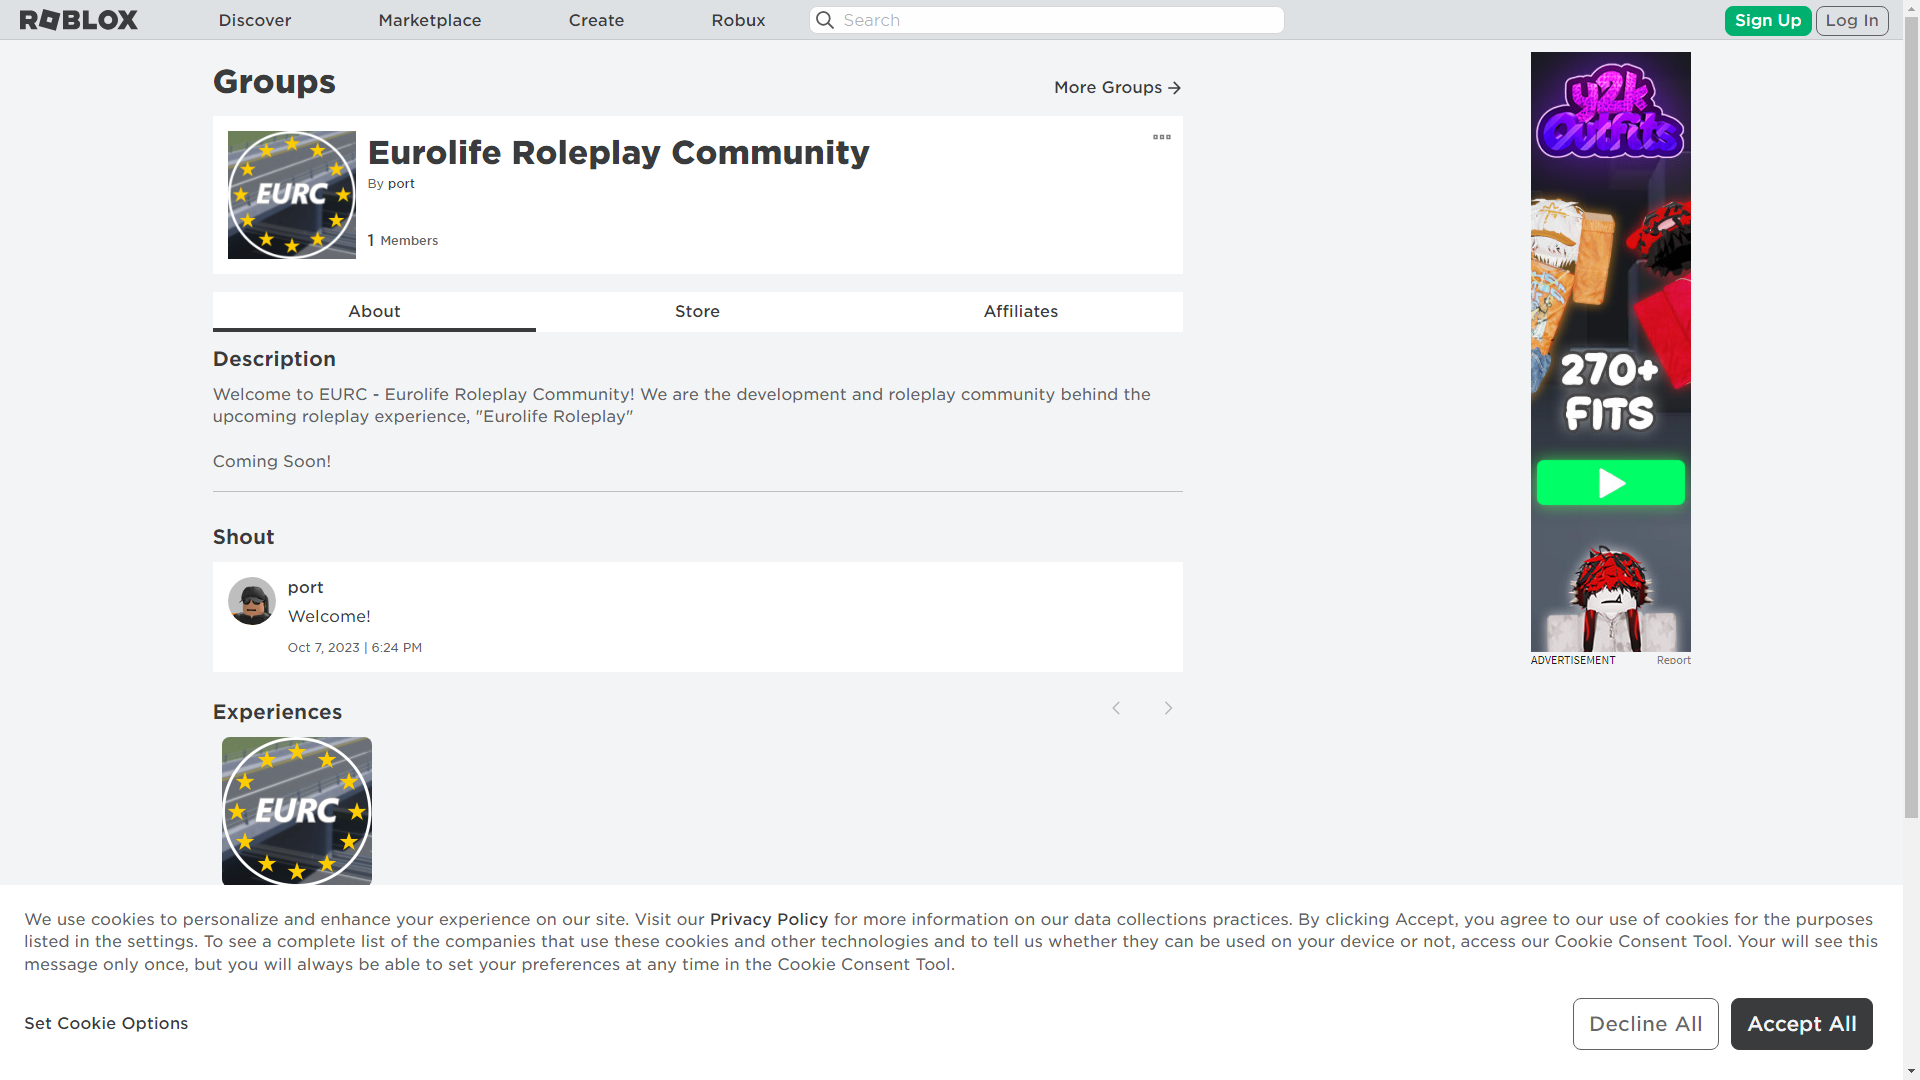 ROBLOX
Discover
Marketplace
Create
Robux
Search
Sign Up
Log In
Groups
More Groups
EURC
Eurolife Roleplay Community
By port
1 Members
About
Store
Affiliates
Description
Welcome to EURC - Eurolife Roleplay Community! We are the development and roleplay community behind the
upcoming roleplay experience, "Eurolife Roleplay"
Coming Soon!
Shout
port
Welcome!
Oct 7, 2023 | 6:24 PM
Experiences
EURC
y2k
Outfits
270+
FITS
ADVERTISEMENT
Report
We use cookies to personalize and enhance your experience on our site. Visit our Privacy Policy for more information on our data collections practices. By clicking Accept, you agree to our use of cookies for the purposes
listed in the settings. To see a complete list of the companies that use these cookies and other technologies and to tell us whether they can be used on your device or not, access our Cookie Consent Tool. Your will see this
message only once, but you will always be able to set your preferences at any time in the Cookie Consent Tool.
Set Cookie Options
Decline All
Accept All